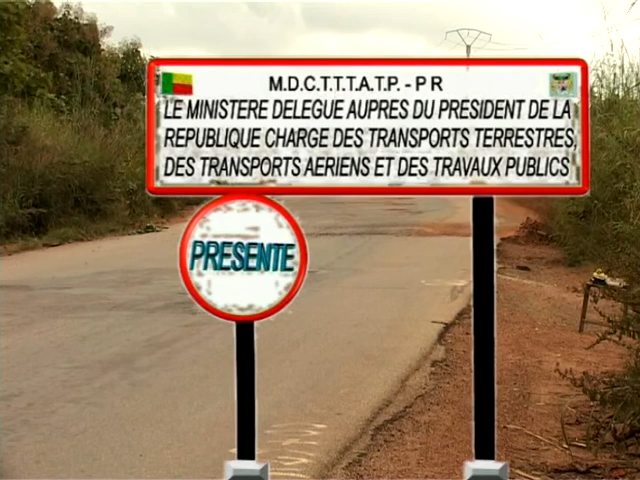 M.D.C.T.T.T.A.T.P. - P R
LE MINISTERE DELEGUE AUPRES DU PRESIDENT DE LA
REPUBLIQUE CHARGE DES TRANSPORTS TERRESTRES,
DES TRANSPORTS AERIENS ET DES TRAVAUX PUBLICS
PRESENTE